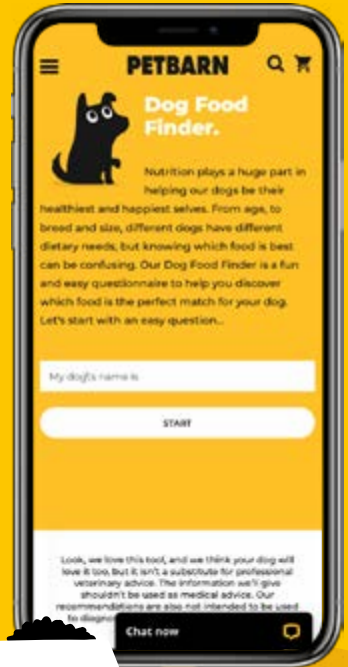 PETBARN
Dog Food
Finder.
Nutrition plays a huge part in
helping our dogs be their
healthiest and happiest selves. From age, to
breed and size, different dogs have different
dietary needs, but knowing which food is best
can be confusing. Our Dog Food Finder is a fun
and easy questionnaire to help you discover
which food is the perfect match for your dog.
Let's start with an easy question...
My dog's name is
START
Look, we love this tool, and we think your dog will
love it too, but it isn't a substitute for professional
veterinary advice. The information we'll give
shouldn't be used as medical advice. Our
recommendations are also not intended to be used
to diagnos
Chat now